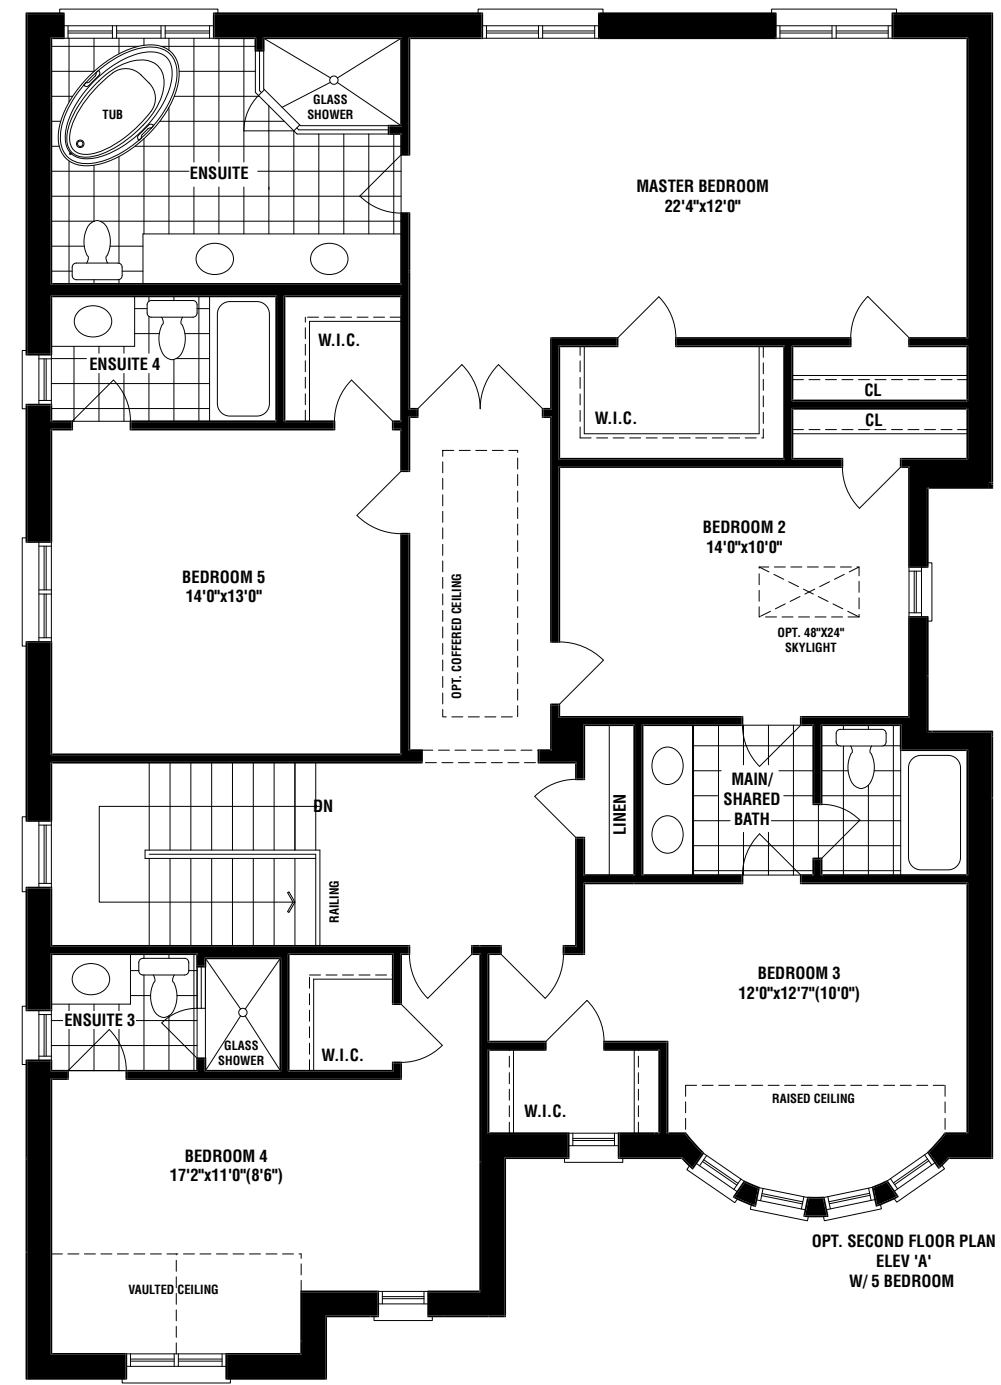 TUB
GLASS
SHOWER
ENSUITE
MASTER BEDROOM
22'4"x12'0"
ENSUITE 4
W.I.C.
W.I.C.
CL
CL
BEDROOM 2
14'0"x10'0"
OPT. 48"X24"
SKYLIGHT
BEDROOM 5
14'0"x13'0"
OPT. COFFERED CEILING
DN
RAILING
LINEN
MAIN/
SHARED
BATH
ENSUITE 3
GLASS
SHOWER
W.I.C.
BEDROOM 3
12'0"x12'7"(10'0")
W.I.C.
RAISED CEILING
BEDROOM 4
17'2"x11'0"(8'6")
VAULTED CEILING
OPT. SECOND FLOOR PLAN
ELEV 'A'
W/ 5 BEDROOM